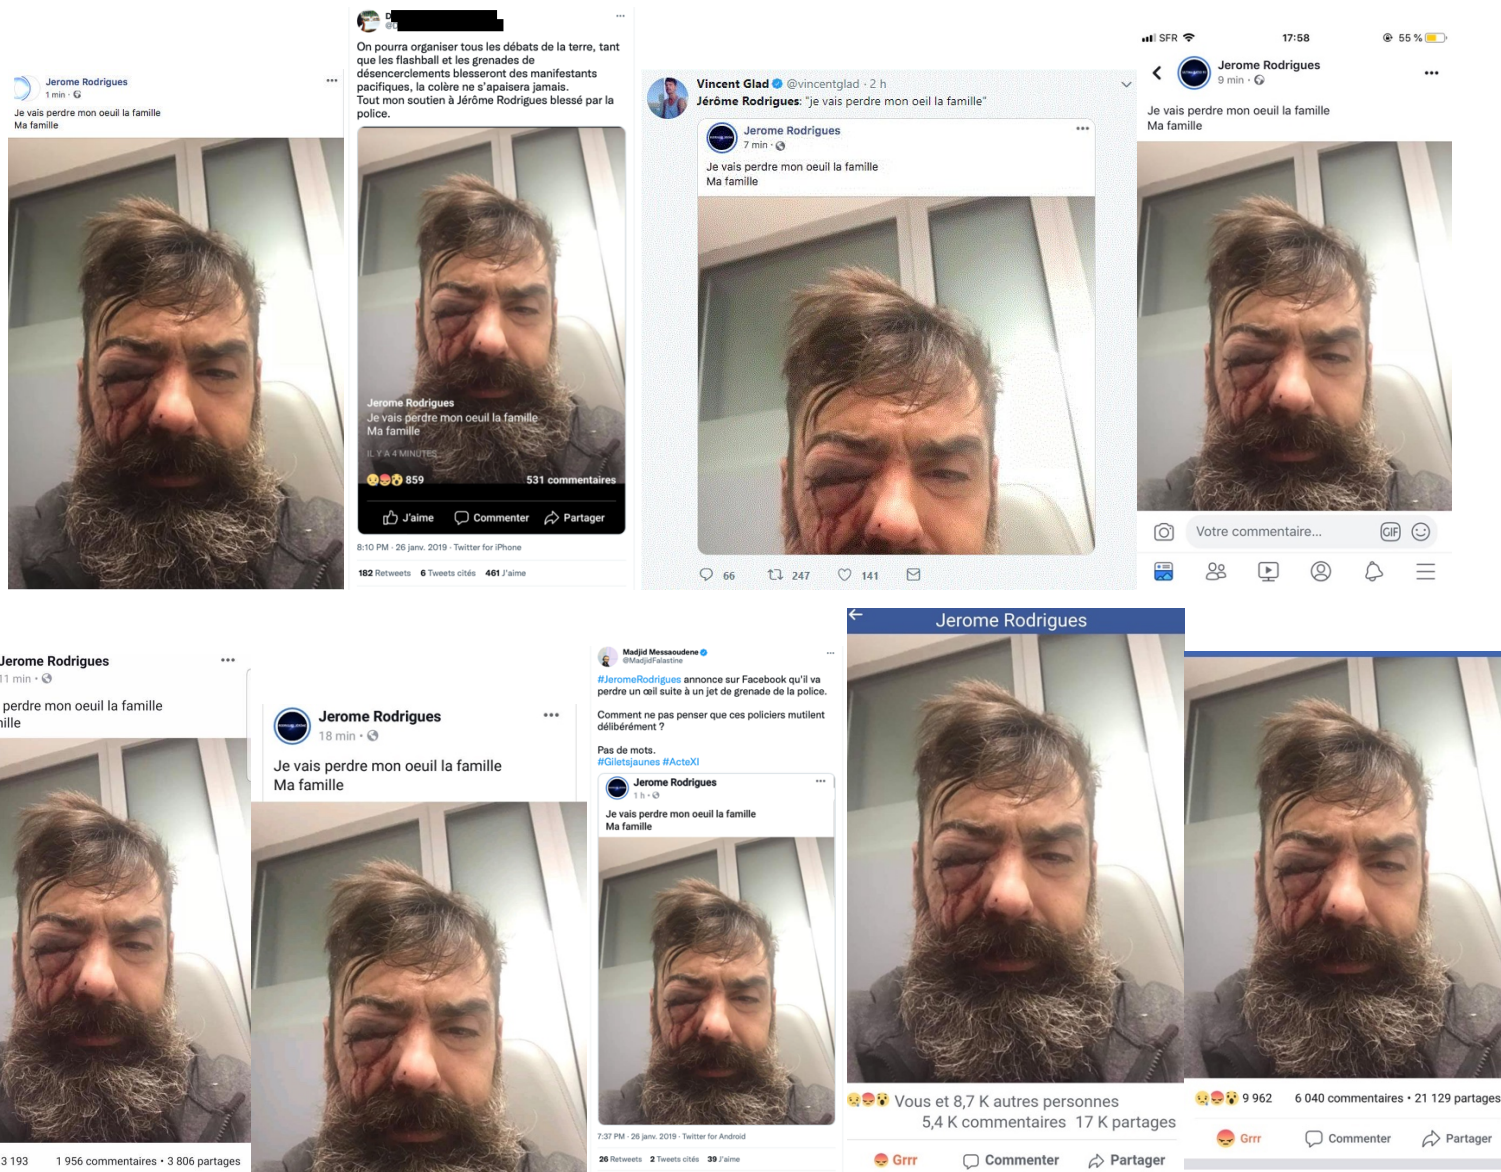 Jerome Rodrigues
1 min
Je vais perdre mon oeuil la famille
Ma famille
D
@
On pourra organiser tous les débats de la terre, tant
que les flashball et les grenades de
désencerclements blesseront des manifestants
pacifiques, la colère ne s'apaisera jamais.
Tout mon soutien à Jérôme Rodrigues blessé par la
police.
Jerome Rodrigues
Je vais perdre mon oeuil la famille
Ma famille
IL Y A 4 MINUTES
859 531 commentaires
J'aime Commenter Partager
8:10 PM · 26 janv. 2019 · Twitter for iPhone
182 Retweets 6 Tweets cités 461 J'aime
Vincent Glad @vincentglad · 2 h
Jérôme Rodrigues: "je vais perdre mon oeil la famille"
Jerome Rodrigues
7 min
Je vais perdre mon oeuil la famille
Ma famille
66 247 141
SFR 17:58 55 %
Jerome Rodrigues
9 min
Je vais perdre mon oeuil la famille
Ma famille
Votre commentaire... GIF
Jerome Rodrigues
11 min
perdre mon oeuil la famille
ille
3 193 1 956 commentaires • 3 806 partages
Jerome Rodrigues
18 min
Je vais perdre mon oeuil la famille
Ma famille
Madjid Messaoudene
@MadjidFalastine
#JeromeRodrigues annonce sur Facebook qu'il va
perdre un œil suite à un jet de grenade de la police.
Comment ne pas penser que ces policiers mutilent
délibérément ?
Pas de mots.
#Giletsjaunes #ActeXI
Jerome Rodrigues
1 h
Je vais perdre mon oeuil la famille
Ma famille
7:37 PM · 26 janv. 2019 · Twitter for Android
26 Retweets 2 Tweets cités 39 J'aime
Jerome Rodrigues
Vous et 8,7 K autres personnes
5,4 K commentaires 17 K partages
Grrr Commenter Partager
9 962 6 040 commentaires • 21 129 partages
Grrr Commenter Partager